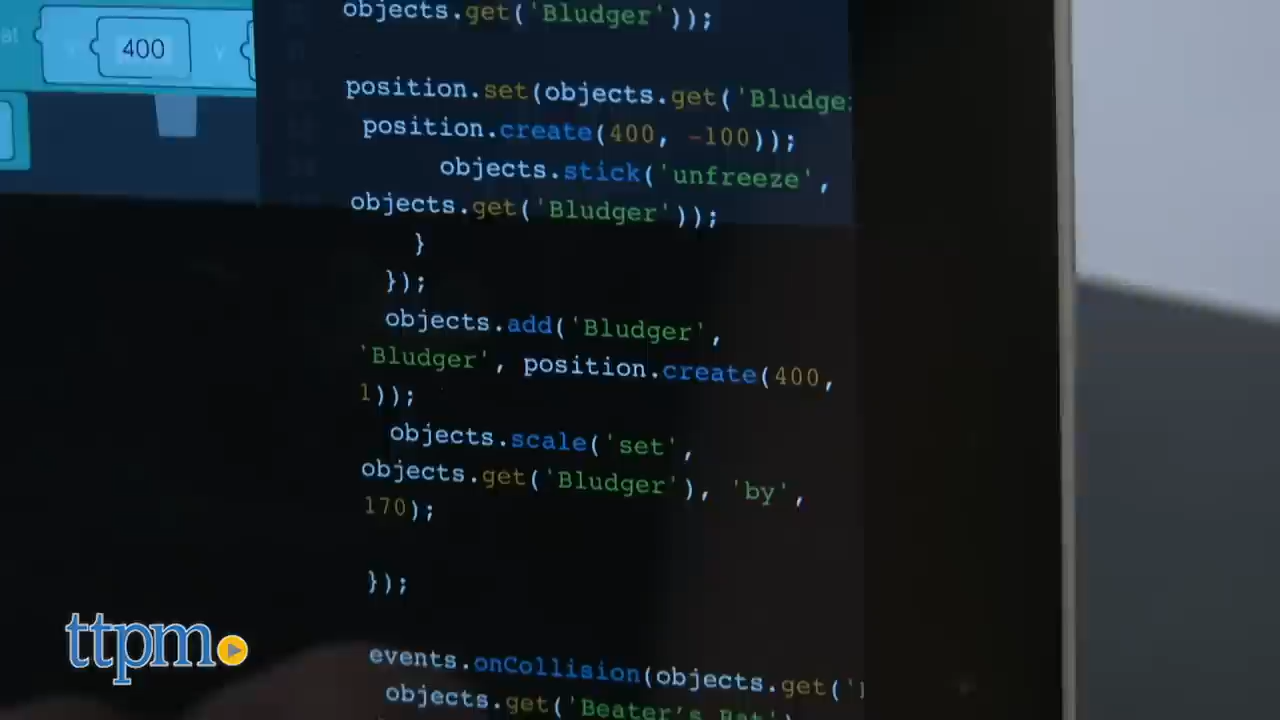 at
400
objects.get('Bludger'));
position.set(objects.get('Bludge
position.create(400, -100));
objects.stick('unfreeze',
objects.get('Bludger'));
}
});
objects.add('Bludger',
'Bludger', position.create(400,
1));
objects.scale('set',
objects.get('Bludger'), 'by',
170);
});
events.onCollision(objects.get('
objects.get('Beater's Bat')
ttpm